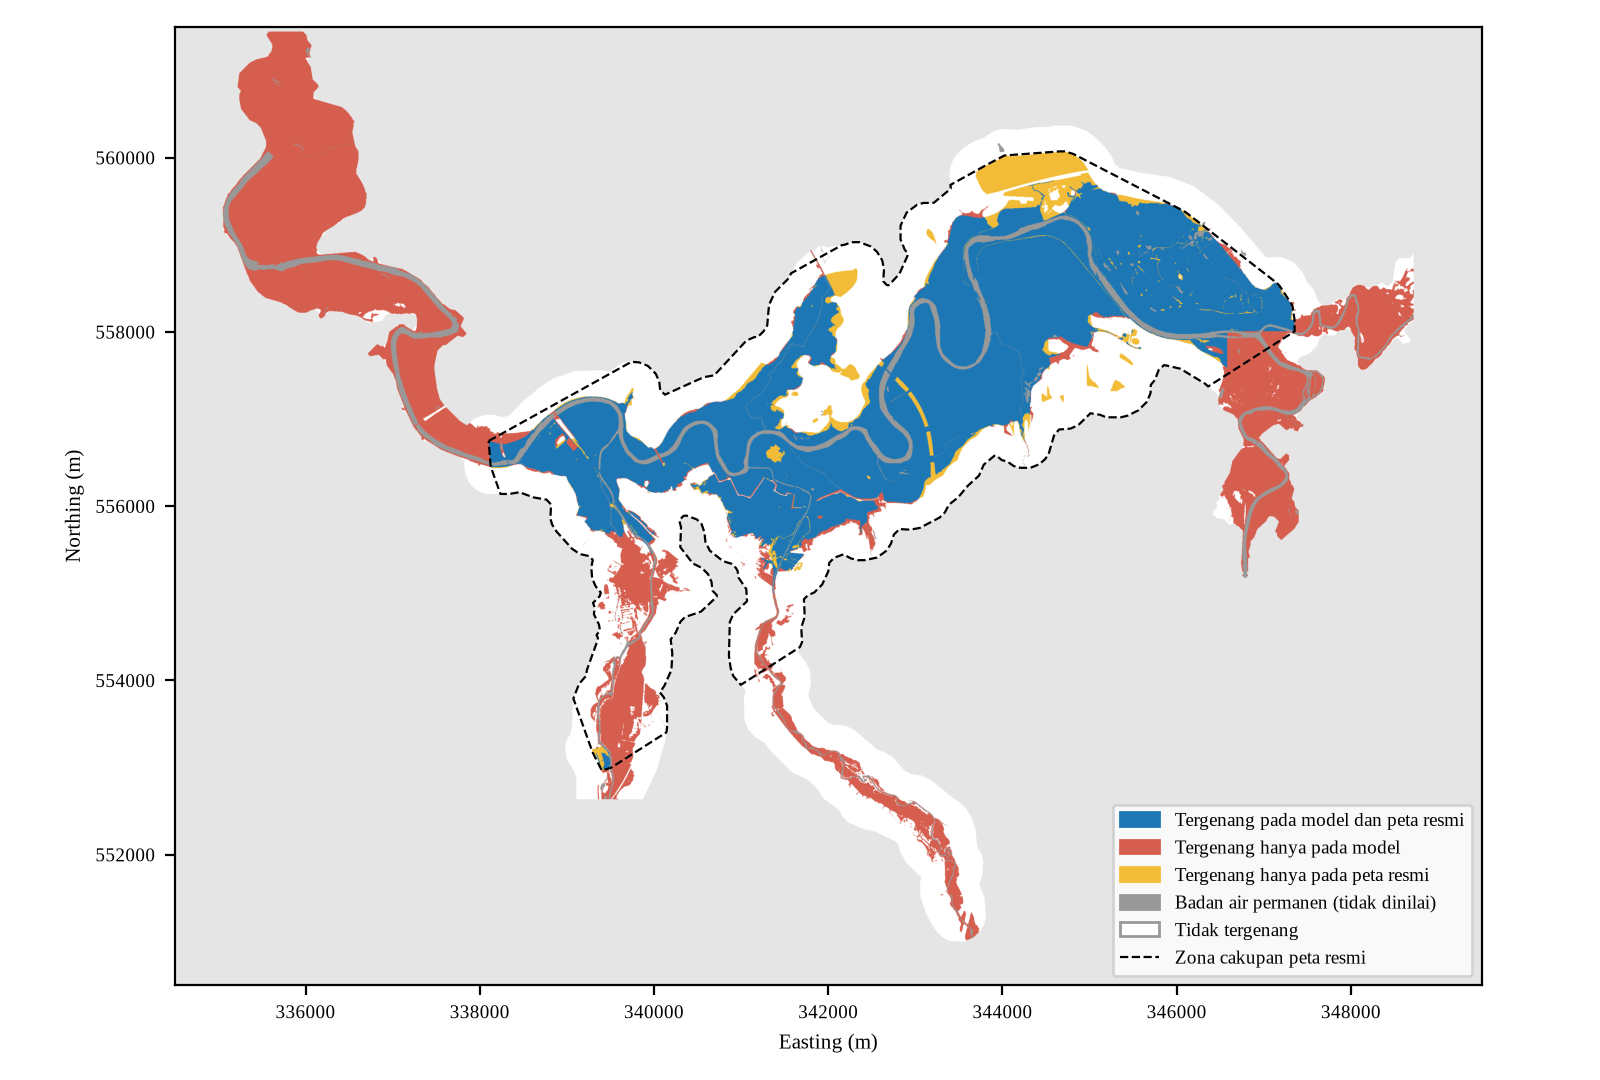 560000
558000
556000
554000
552000
Northing (m)
336000
338000
340000
342000
344000
346000
348000
Easting (m)
Tergenang pada model dan peta resmi
Tergenang hanya pada model
Tergenang hanya pada peta resmi
Badan air permanen (tidak dinilai)
Tidak tergenang
Zona cakupan peta resmi